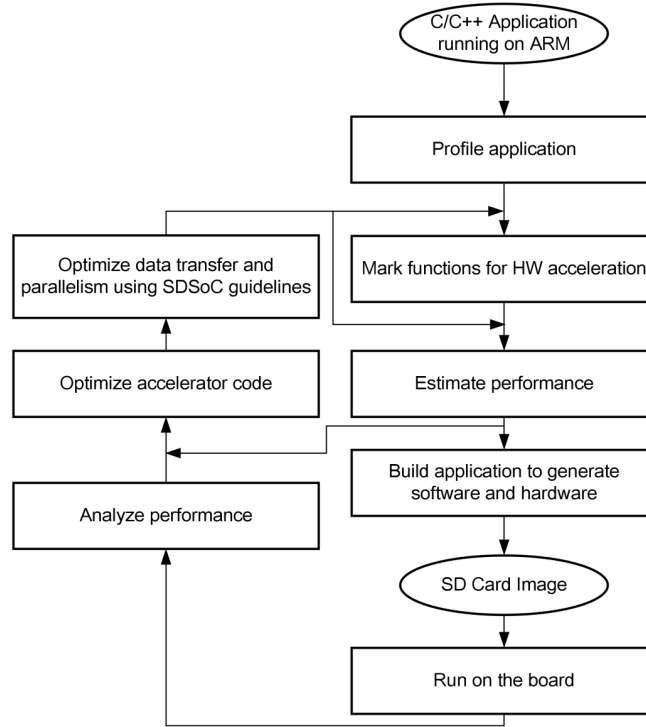 C/C++ Application
running on ARM
Profile application
Mark functions for HW acceleration
Optimize data transfer and
parallelism using SDSoC guidelines
Optimize accelerator code
Estimate performance
Build application to generate
software and hardware
Analyze performance
SD Card Image
Run on the board